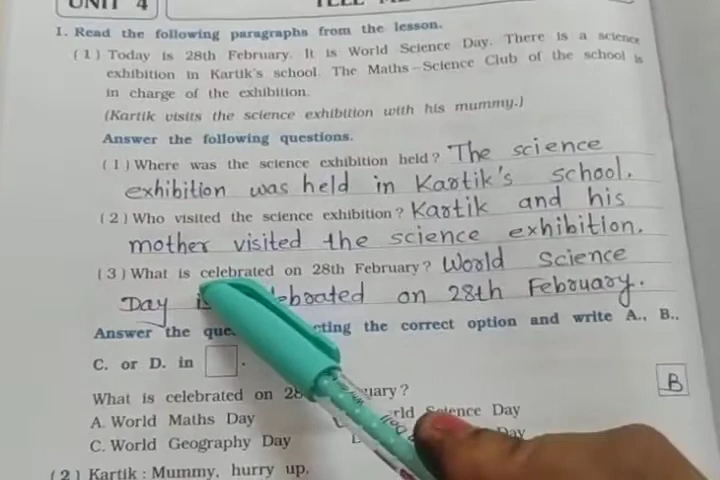 UNIT 4
1. Read the following paragraphs from the lesson.
(1) Today is 28th February. It is World Science Day. There is a science
exhibition in Kartik's school. The Maths-Science Club of the school is
in charge of the exhibition.
(Kartik visits the science exhibition with his mummy.)
Answer the following questions.
(1) Where was the science exhibition held? The science
exhibition was held in Kartik's school.
(2) Who visited the science exhibition? Kartik and his
mother visited the science exhibition.
(3) What is celebrated on 28th February? World Science
Day is celebrated on 28th February.
Answer the the correct option and write A., B.,
C. or D. in .
What is celebrated on
B
A. World Maths Day Science Day
C. World Geography Day Day
(2) Kartik : Mummy, hurry up.